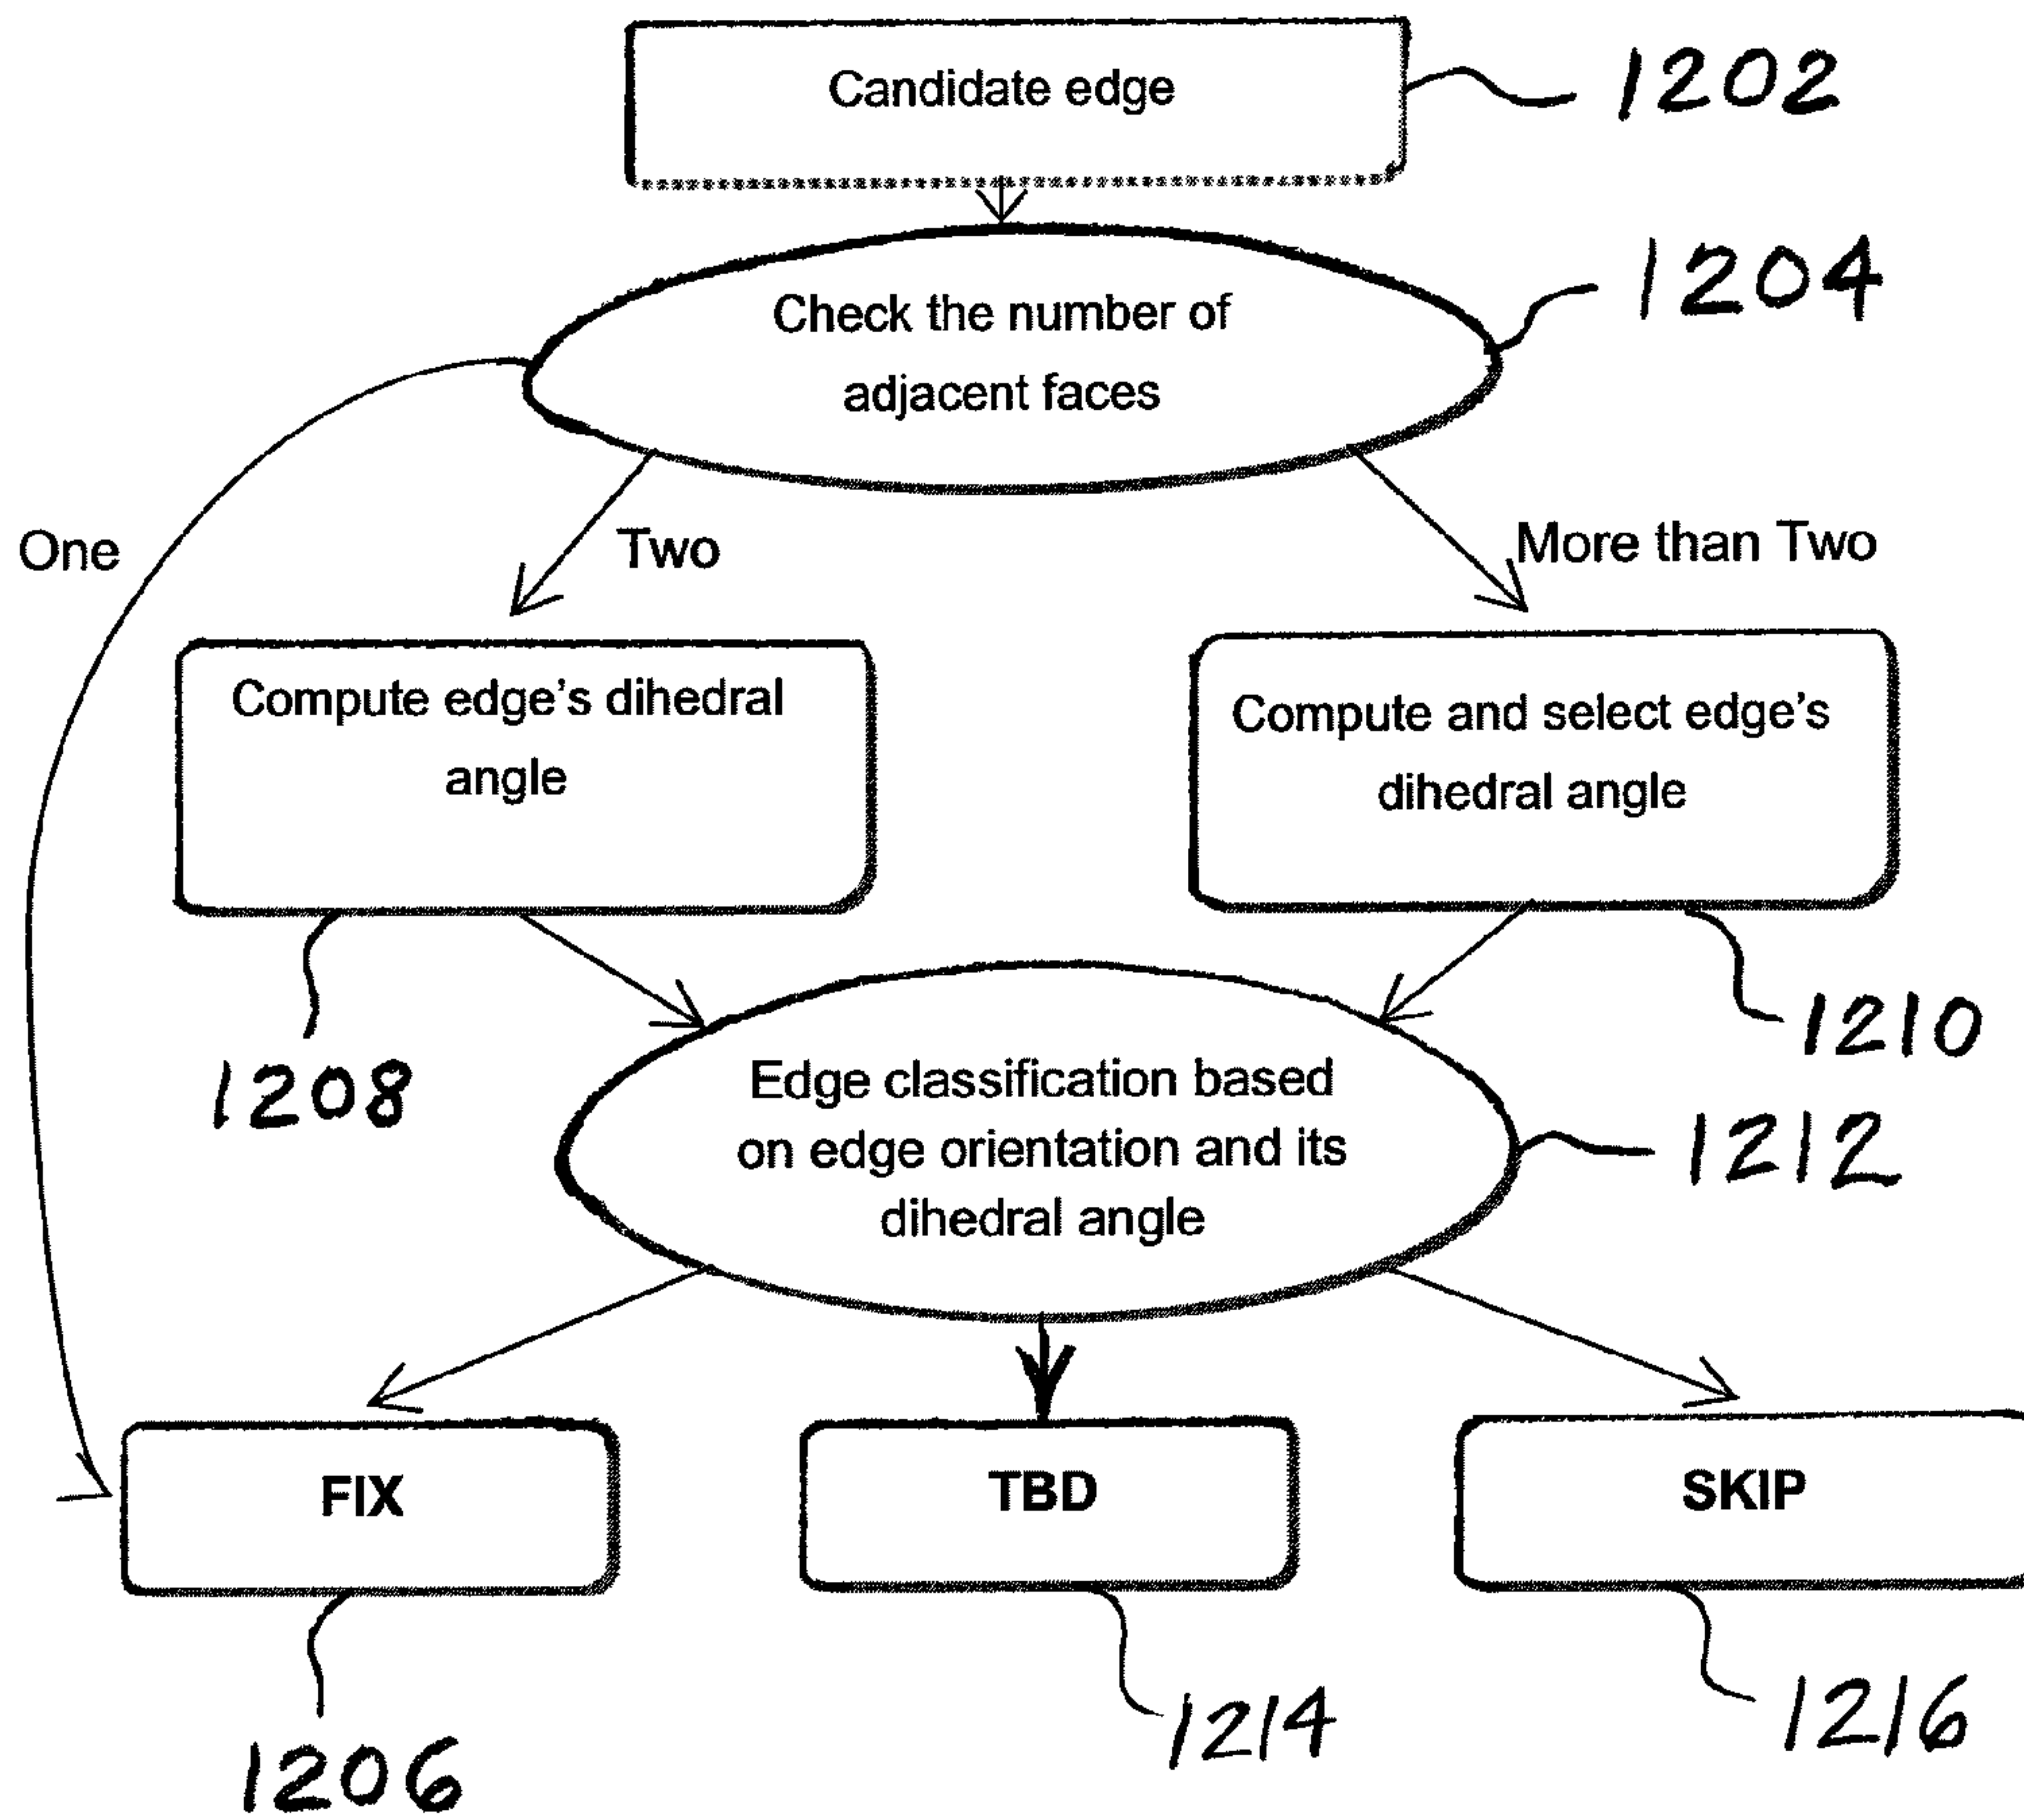 Candidate edge
1202
Check the number of
adjacent faces
1204
One
Two
More than Two
Compute edge's dihedral
angle
Compute and select edge's
dihedral angle
1208
1210
Edge classification based
on edge orientation and its
dihedral angle
1212
FIX
TBD
SKIP
1206
1214
1216